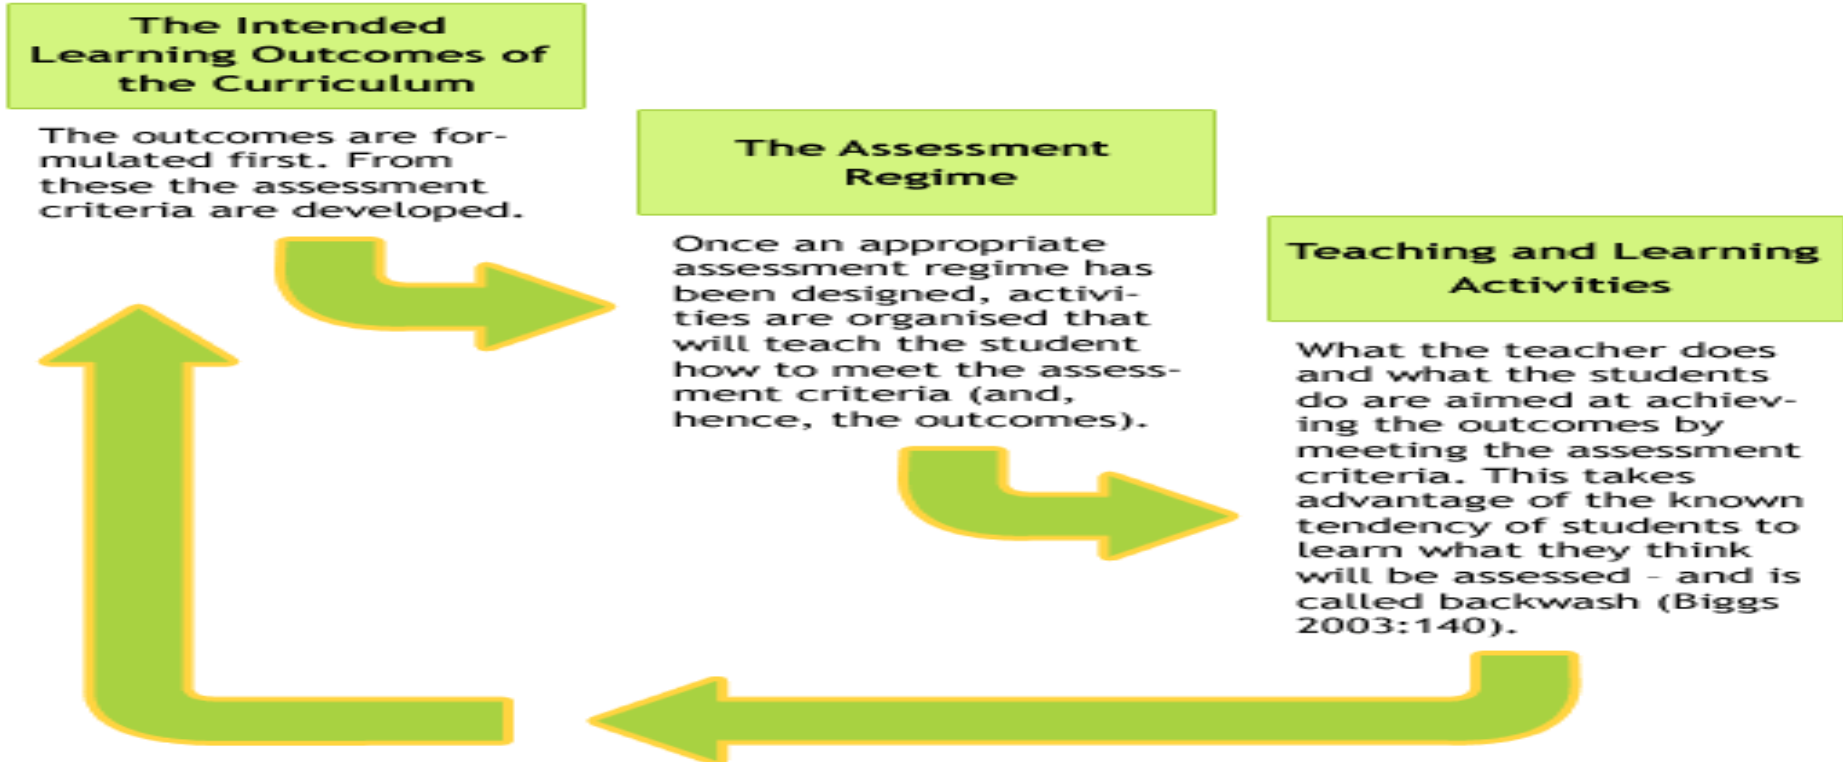 The Intended
Learning Outcomes of
the Curriculum
The outcomes are for-
mulated first. From
these the assessment
criteria are developed.
The Assessment
Regime
Once an appropriate
assessment regime has
been designed, activi-
ties are organised that
will teach the student
how to meet the assess-
ment criteria (and,
hence, the outcomes).
Teaching and Learning
Activities
What the teacher does
and what the students
do are aimed at achiev-
ing the outcomes by
meeting the assessment
criteria. This takes
advantage of the known
tendency of students to
learn what they think
will be assessed - and is
called backwash (Biggs
2003:140).